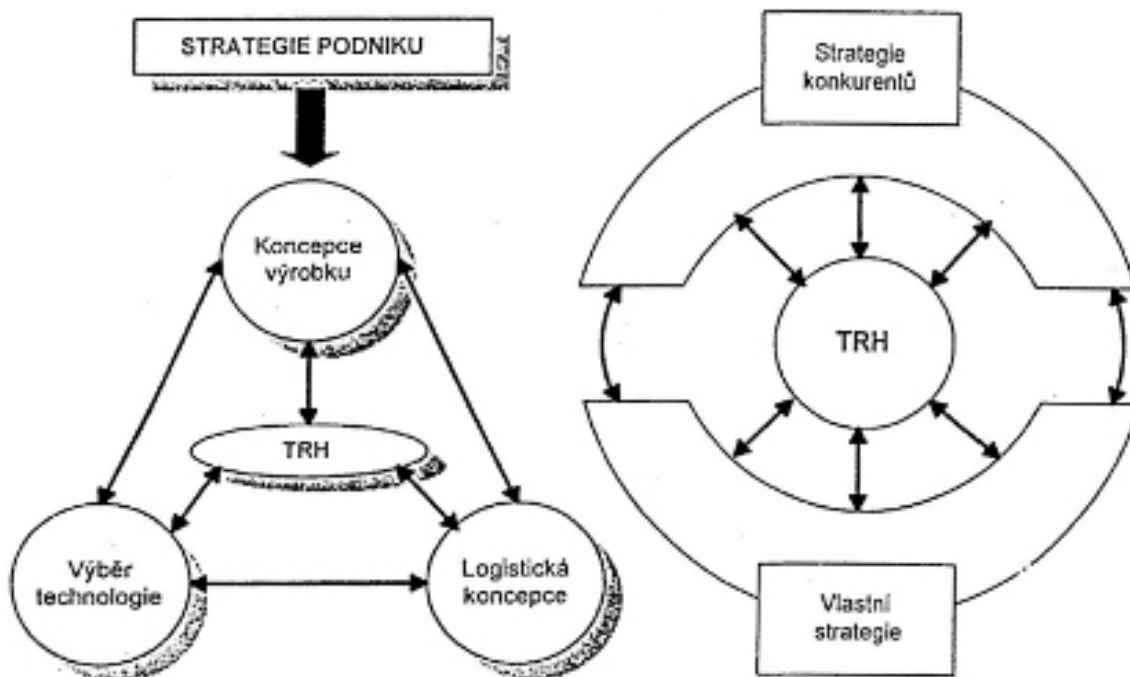 STRATEGIE PODNIKU
Koncepce
výrobku
TRH
Výběr
technologie
Logistická
koncepce
Strategie
konkurentů
TRH
Vlastní
strategie